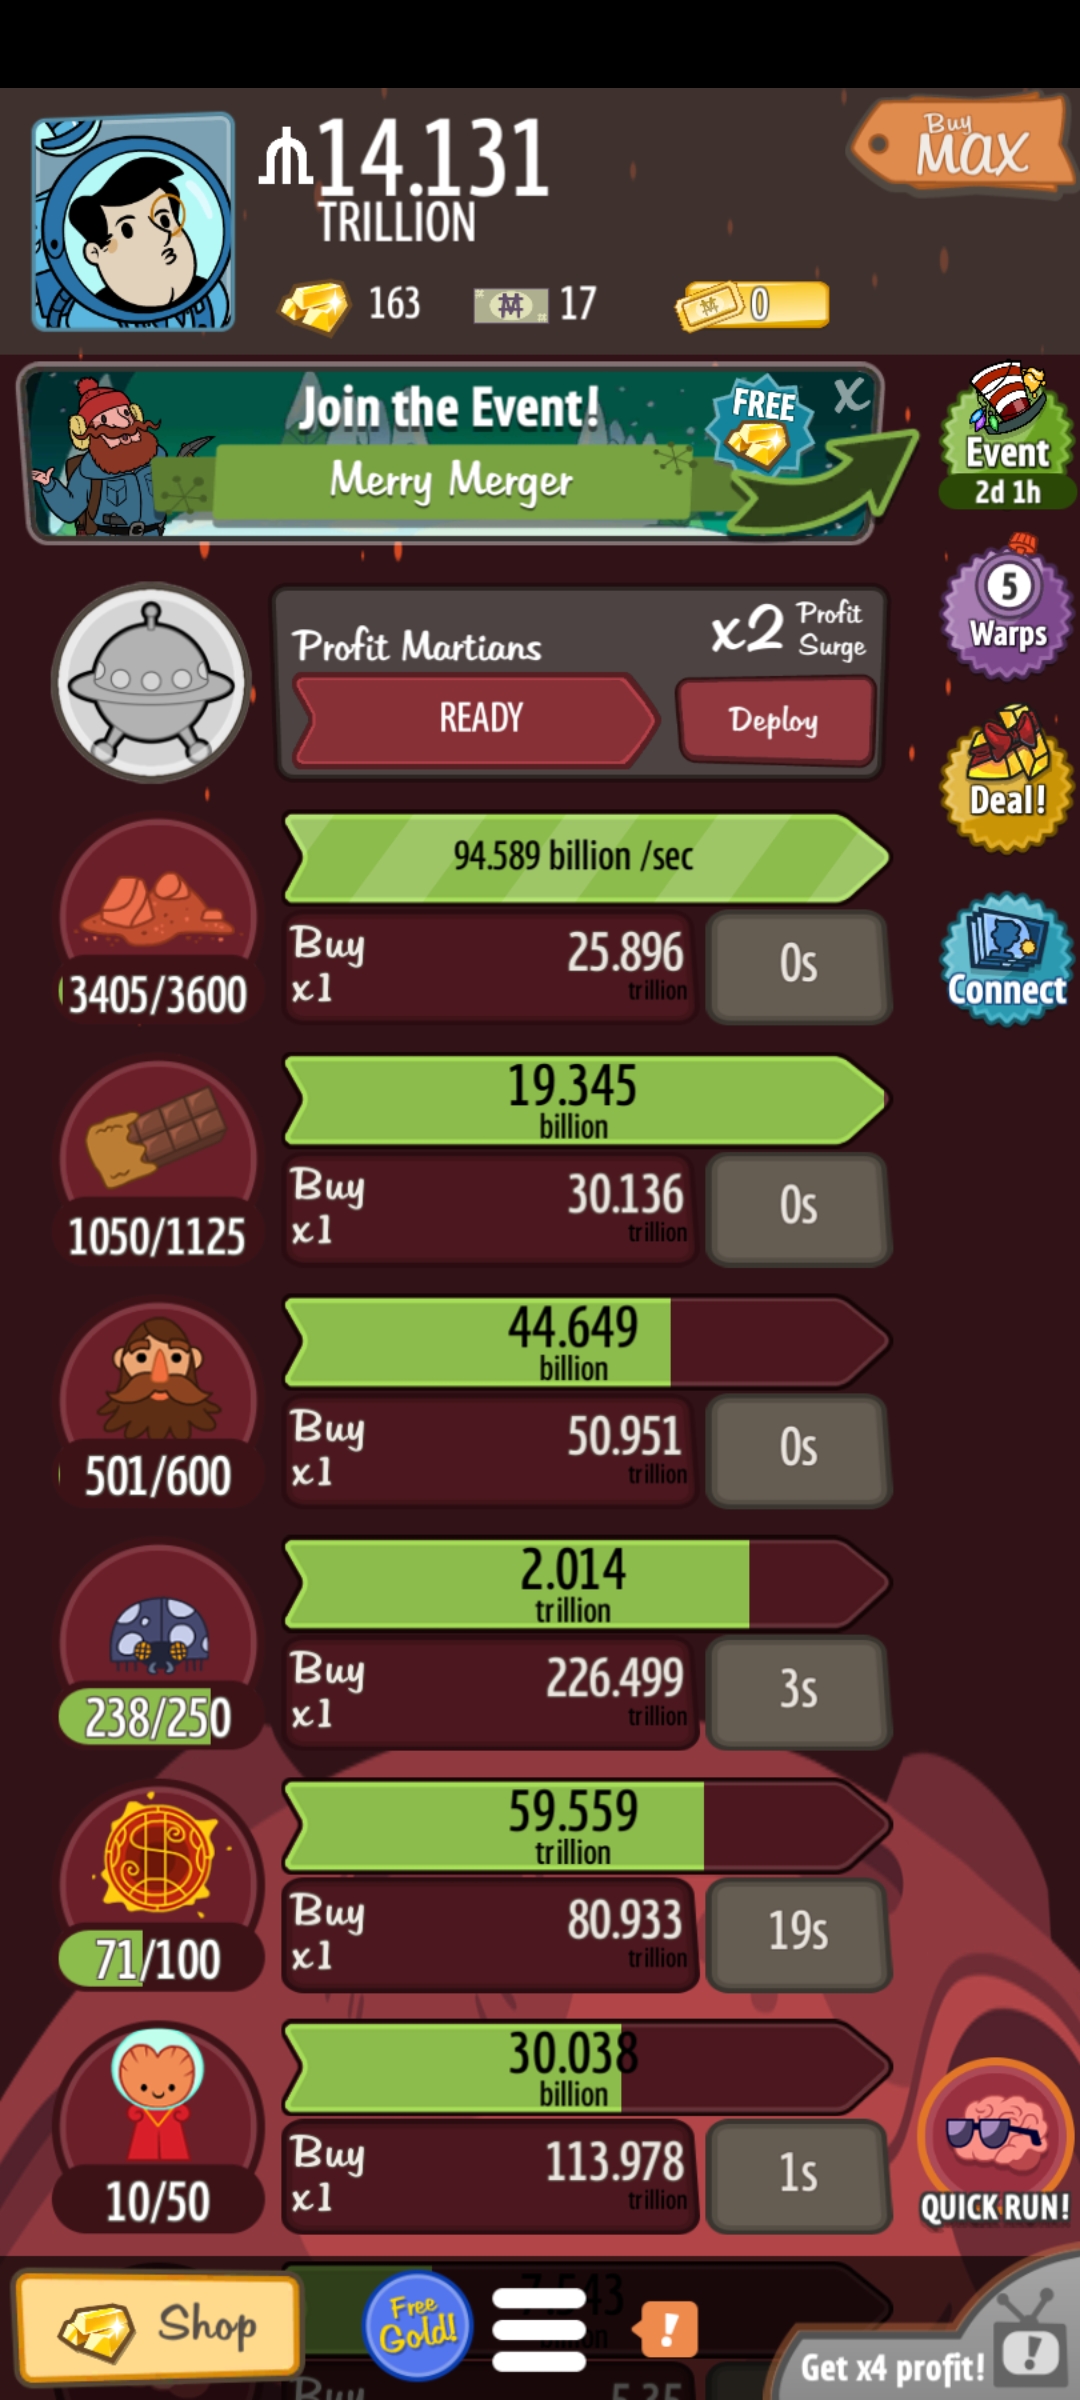 Buy
MAX
14.131
TRILLION
163
17
0
Join the Event!
FREE
X
Merry Merger
Event
2d 1h
5
Warps
Profit Martians
x2 Profit Surge
READY
Deploy
Deal!
94.589 billion /sec
Buy x1
25.896 trillion
0s
3405/3600
Connect
19.345
billion
Buy x1
30.136 trillion
0s
1050/1125
44.649
billion
Buy x1
50.951 trillion
0s
501/600
2.014
trillion
Buy x1
226.499 trillion
3s
238/250
59.559
trillion
Buy x1
80.933 trillion
19s
71/100
30.038
billion
Buy x1
113.978 trillion
1s
10/50
QUICK RUN!
Shop
Free Gold!
!
Get x4 profit!
!
Buy
5.35